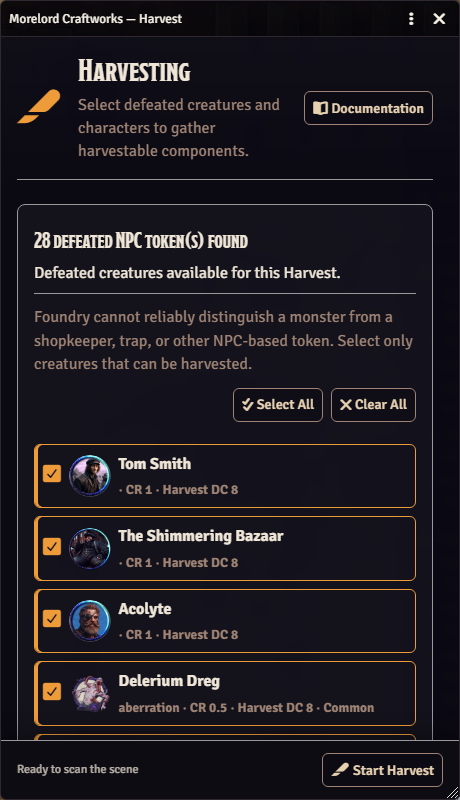 Morelord Craftworks — Harvest
Harvesting
Select defeated creatures and
characters to gather
harvestable components.
Documentation
28 defeated NPC token(s) found
Defeated creatures available for this Harvest.
Foundry cannot reliably distinguish a monster from a
shopkeeper, trap, or other NPC-based token. Select only
creatures that can be harvested.
Select All
Clear All
Tom Smith
· CR 1 · Harvest DC 8
The Shimmering Bazaar
· CR 1 · Harvest DC 8
Acolyte
· CR 1 · Harvest DC 8
Delerium Dreg
aberration · CR 0.5 · Harvest DC 8 · Common
Ready to scan the scene
Start Harvest